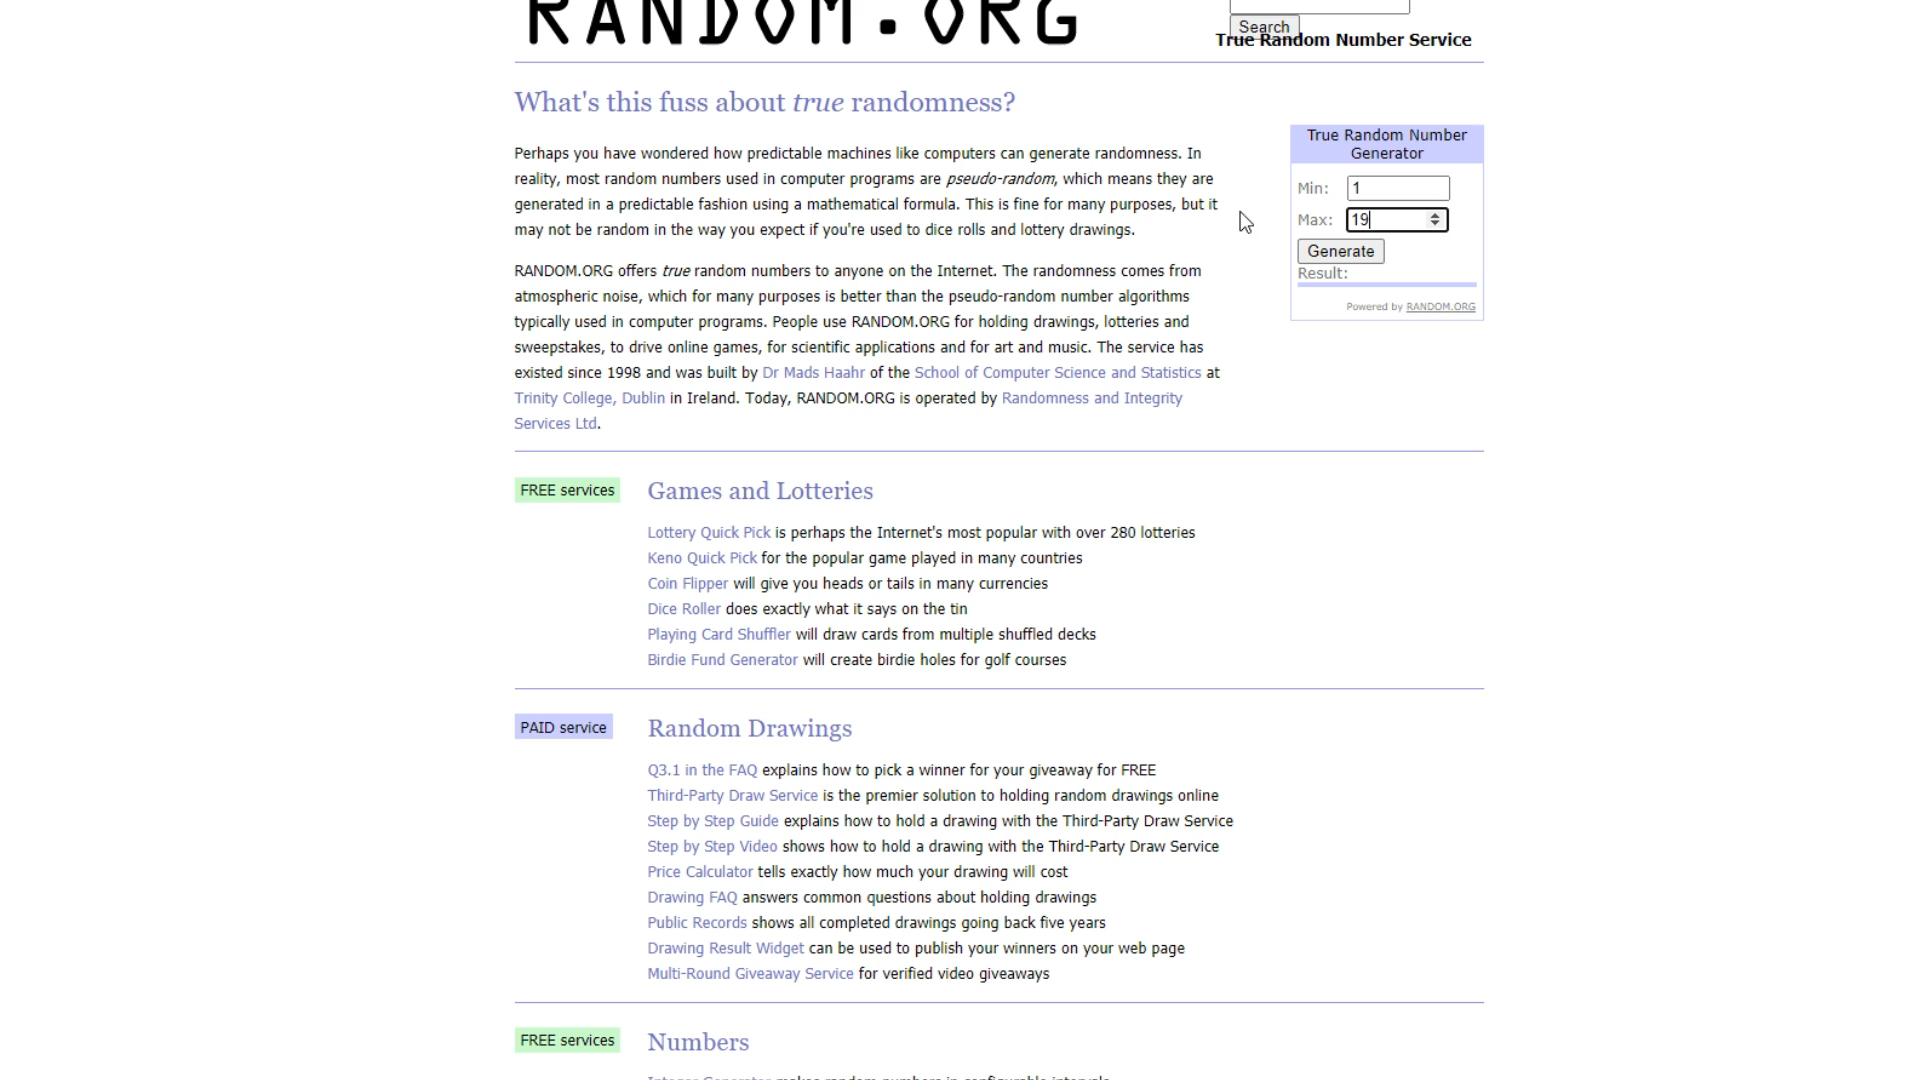 RANDOM.ORG
Search
True Random Number Service
What's this fuss about true randomness?
Perhaps you have wondered how predictable machines like computers can generate randomness. In
reality, most random numbers used in computer programs are pseudo-random, which means they are
generated in a predictable fashion using a mathematical formula. This is fine for many purposes, but it
may not be random in the way you expect if you're used to dice rolls and lottery drawings.
RANDOM.ORG offers true random numbers to anyone on the Internet. The randomness comes from
atmospheric noise, which for many purposes is better than the pseudo-random number algorithms
typically used in computer programs. People use RANDOM.ORG for holding drawings, lotteries and
sweepstakes, to drive online games, for scientific applications and for art and music. The service has
existed since 1998 and was built by Dr Mads Haahr of the School of Computer Science and Statistics at
Trinity College, Dublin in Ireland. Today, RANDOM.ORG is operated by Randomness and Integrity
Services Ltd.
True Random Number
Generator
Min: 1
Max: 19
Generate
Result:
Powered by RANDOM.ORG
FREE services
Games and Lotteries
Lottery Quick Pick is perhaps the Internet's most popular with over 280 lotteries
Keno Quick Pick for the popular game played in many countries
Coin Flipper will give you heads or tails in many currencies
Dice Roller does exactly what it says on the tin
Playing Card Shuffler will draw cards from multiple shuffled decks
Birdie Fund Generator will create birdie holes for golf courses
PAID service
Random Drawings
Q3.1 in the FAQ explains how to pick a winner for your giveaway for FREE
Third-Party Draw Service is the premier solution to holding random drawings online
Step by Step Guide explains how to hold a drawing with the Third-Party Draw Service
Step by Step Video shows how to hold a drawing with the Third-Party Draw Service
Price Calculator tells exactly how much your drawing will cost
Drawing FAQ answers common questions about holding drawings
Public Records shows all completed drawings going back five years
Drawing Result Widget can be used to publish your winners on your web page
Multi-Round Giveaway Service for verified video giveaways
FREE services
Numbers